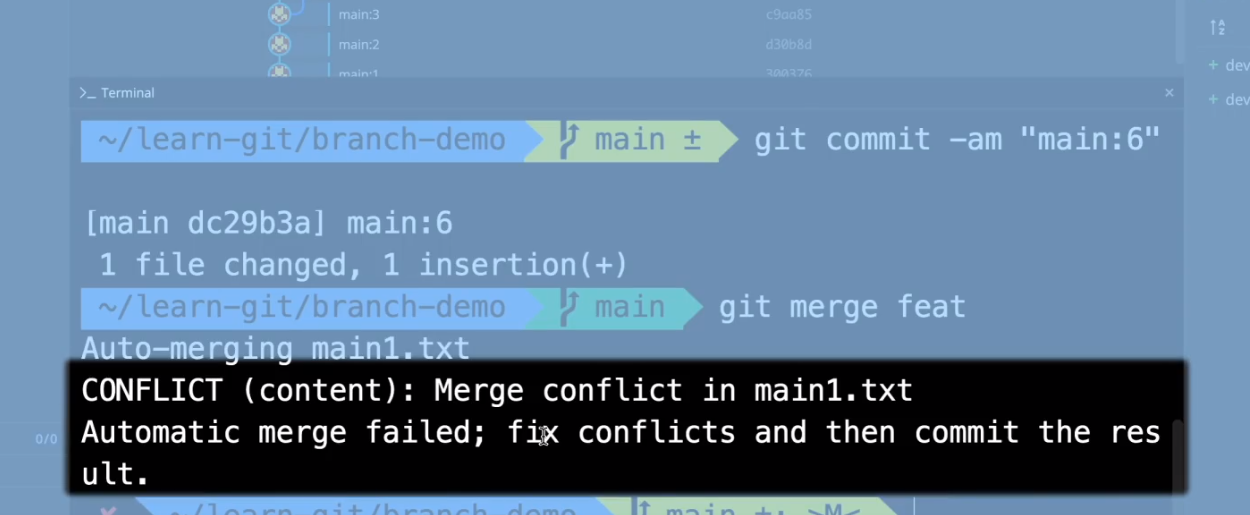 main:3 c9aa85
main:2 d30b8d
main:1 300376
dev
dev
>_ Terminal ×
~/learn-git/branch-demo main ± git commit -am "main:6"
[main dc29b3a] main:6
1 file changed, 1 insertion(+)
~/learn-git/branch-demo main git merge feat
Auto-merging main1.txt
CONFLICT (content): Merge conflict in main1.txt
Automatic merge failed; fix conflicts and then commit the res
ult.
0/0
~/learn-git/branch-demo main +· >M<